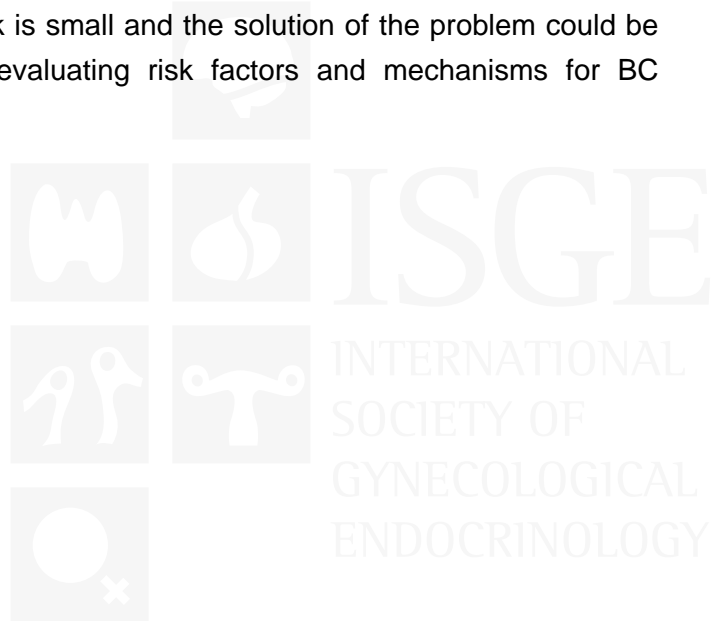 k is small and the solution of the problem could be
evaluating risk factors and mechanisms for BC
ISGE
INTERNATIONAL
SOCIETY OF
GYNECOLOGICAL
ENDOCRINOLOGY